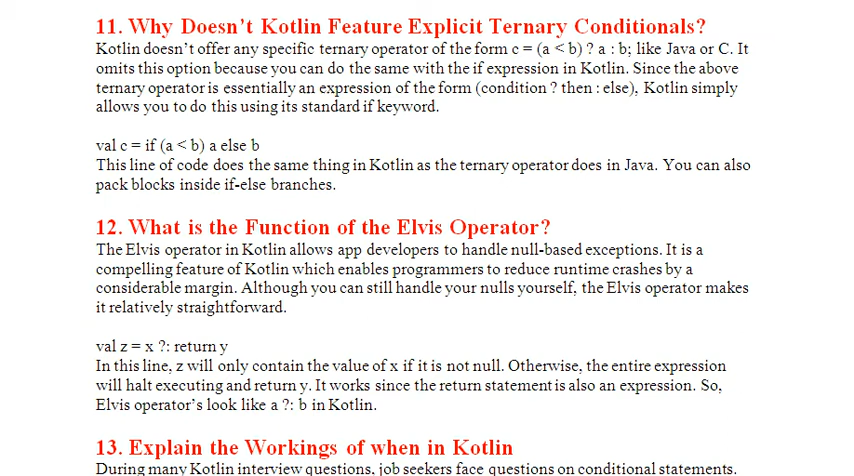 11. Why Doesn't Kotlin Feature Explicit Ternary Conditionals?
Kotlin doesn't offer any specific ternary operator of the form c = (a < b) ? a : b; like Java or C. It
omits this option because you can do the same with the if expression in Kotlin. Since the above
ternary operator is essentially an expression of the form (condition ? then : else), Kotlin simply
allows you to do this using its standard if keyword.
val c = if (a < b) a else b
This line of code does the same thing in Kotlin as the ternary operator does in Java. You can also
pack blocks inside if-else branches.
12. What is the Function of the Elvis Operator?
The Elvis operator in Kotlin allows app developers to handle null-based exceptions. It is a
compelling feature of Kotlin which enables programmers to reduce runtime crashes by a
considerable margin. Although you can still handle your nulls yourself, the Elvis operator makes
it relatively straightforward.
val z = x ?: return y
In this line, z will only contain the value of x if it is not null. Otherwise, the entire expression
will halt executing and return y. It works since the return statement is also an expression. So,
Elvis operator's look like a ?: b in Kotlin.
13. Explain the Workings of when in Kotlin
During many Kotlin interview questions, job seekers face questions on conditional statements.